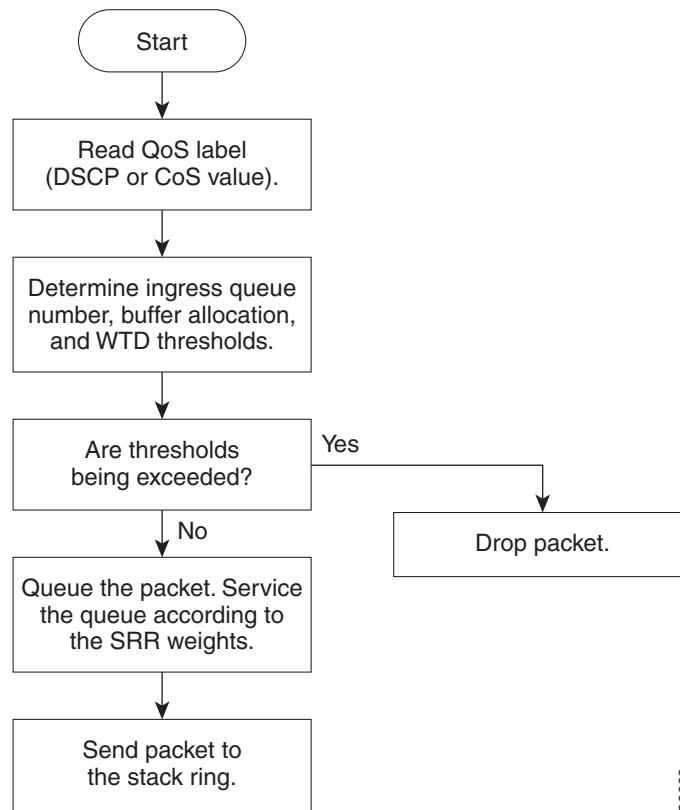 Start
Read QoS label
(DSCP or CoS value).
Determine ingress queue
number, buffer allocation,
and WTD thresholds.
Are thresholds
being exceeded?
Yes
No
Drop packet.
Queue the packet. Service
the queue according to
the SRR weights.
Send packet to
the stack ring.